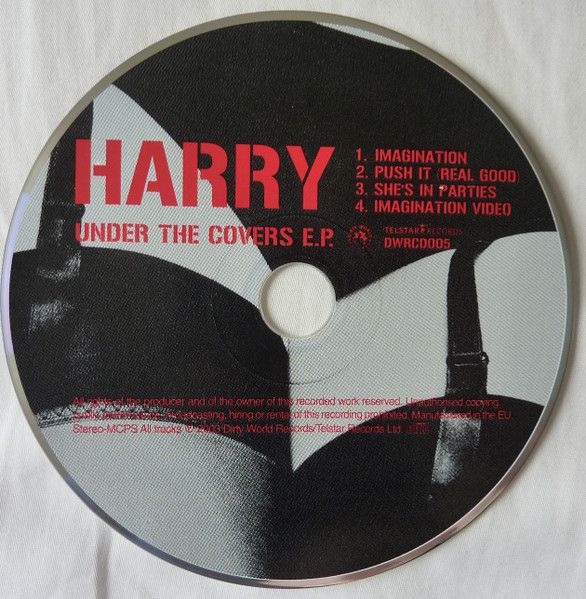 HARRY
UNDER THE COVERS E.P.
1. IMAGINATION
2. PUSH IT (REAL GOOD)
3. SHE'S IN PARTIES
4. IMAGINATION VIDEO
TELSTAR RECORDS
DWRCD005
All rights of the producer and of the owner of this recorded work reserved. Unauthorised copying,
public performance, broadcasting, hiring or rental of this recording prohibited. Manufactured in the EU
Stereo-MCPS All tracks ℗ 2003 Dirty World Records/Telstar Records Ltd.